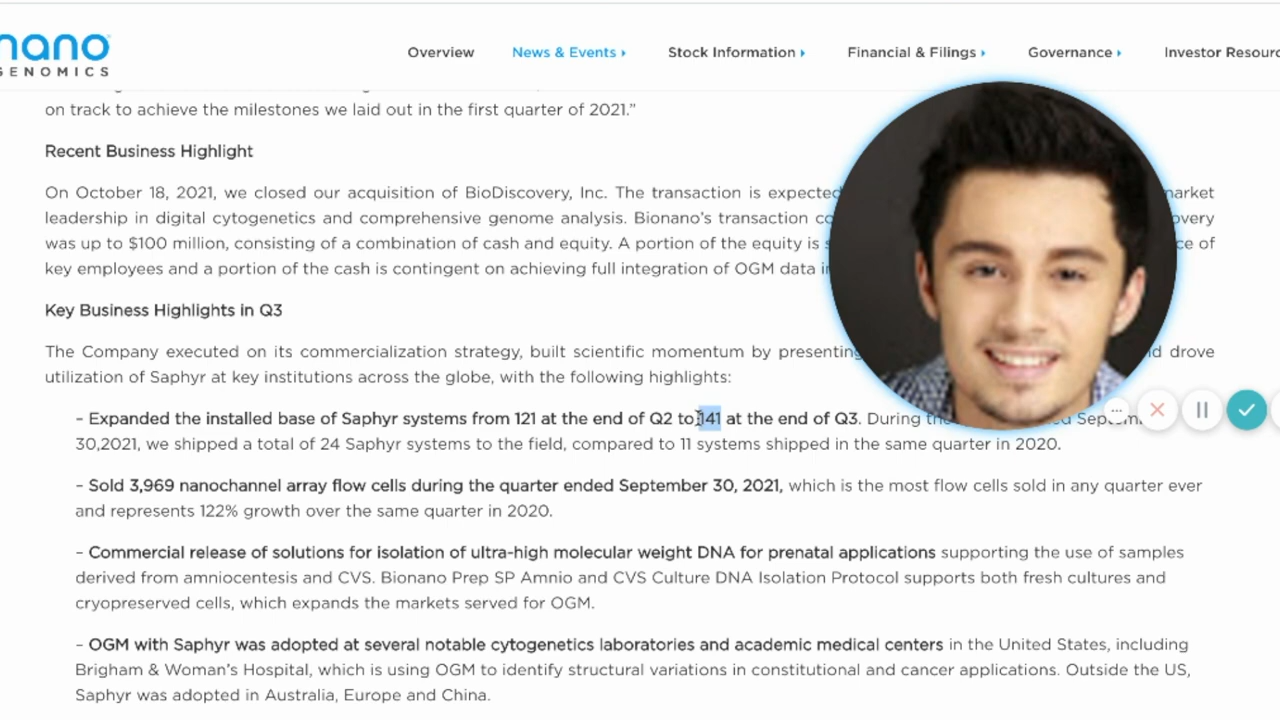 nano
GENOMICS
Overview News & Events Stock Information Financial & Filings Governance Investor
on track to achieve the milestones we laid out in the first quarter of 2021.”
Recent Business Highlight
On October 18, 2021, we closed our acquisition of BioDiscovery, Inc. The transaction is expected
leadership in digital cytogenetics and comprehensive genome analysis. Bionano’s transaction
was up to $100 million, consisting of a combination of cash and equity. A portion of the equity is of
key employees and a portion of the cash is contingent on achieving full integration of OGM data
Key Business Highlights in Q3
The Company executed on its commercialization strategy, built scientific momentum by presenting drove
utilization of Saphyr at key institutions across the globe, with the following highlights:
– Expanded the installed base of Saphyr systems from 121 at the end of Q2 to 141 at the end of Q3. During
30,2021, we shipped a total of 24 Saphyr systems to the field, compared to 11 systems shipped in the same quarter in 2020.
– Sold 3,969 nanochannel array flow cells during the quarter ended September 30, 2021, which is the most flow cells sold in any quarter ever
and represents 122% growth over the same quarter in 2020.
– Commercial release of solutions for isolation of ultra-high molecular weight DNA for prenatal applications supporting the use of samples
derived from amniocentesis and CVS. Bionano Prep SP Amnio and CVS Culture DNA Isolation Protocol supports both fresh cultures and
cryopreserved cells, which expands the markets served for OGM.
– OGM with Saphyr was adopted at several notable cytogenetics laboratories and academic medical centers in the United States, including
Brigham & Woman’s Hospital, which is using OGM to identify structural variations in constitutional and cancer applications. Outside the US,
Saphyr was adopted in Australia, Europe and China.